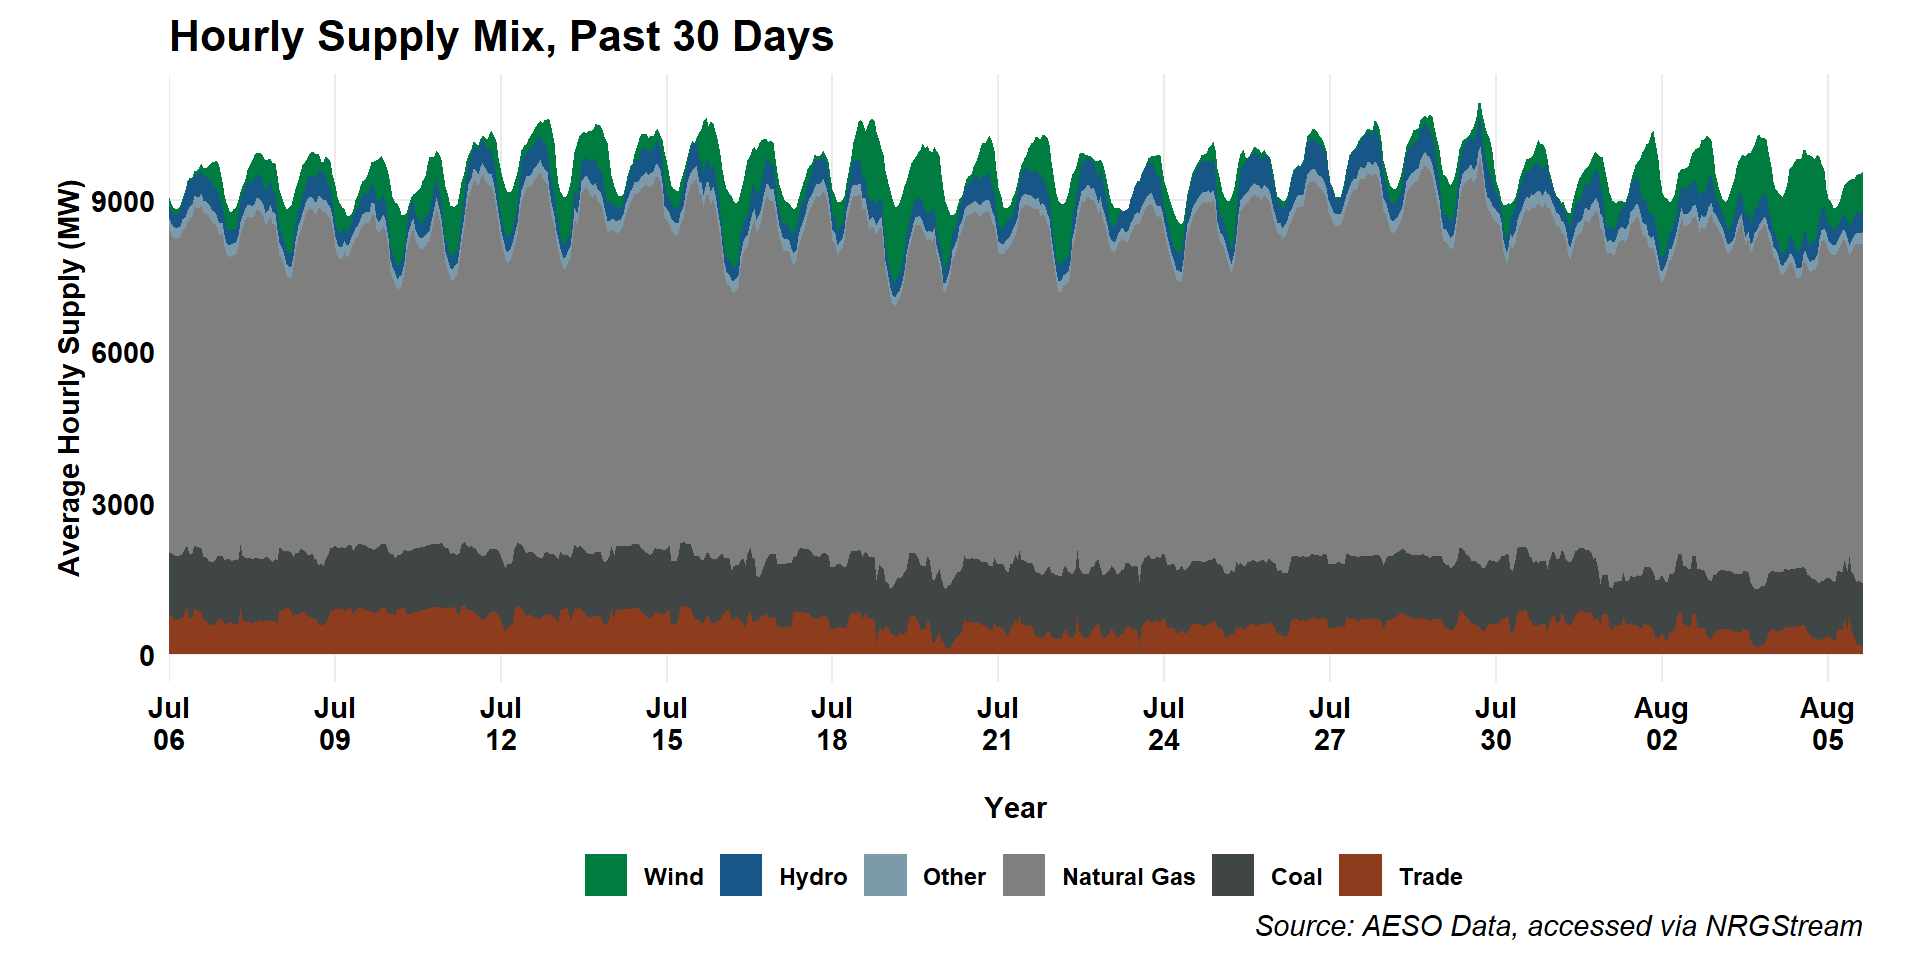 Hourly Supply Mix, Past 30 Days
Average Hourly Supply (MW)
9000
6000
3000
0
Jul 06
Jul 09
Jul 12
Jul 15
Jul 18
Jul 21
Jul 24
Jul 27
Jul 30
Aug 02
Aug 05
Year
Wind Hydro Other Natural Gas Coal Trade
Source: AESO Data, accessed via NRGStream